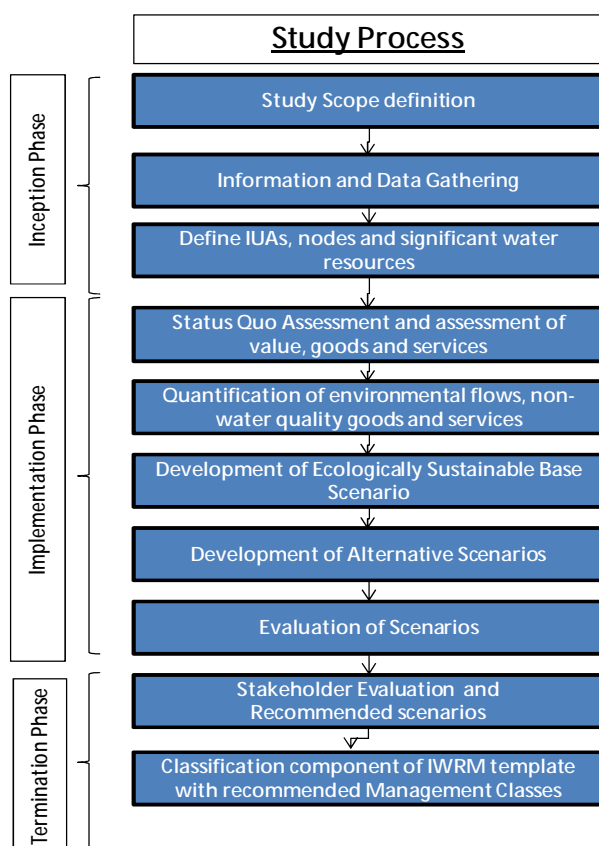 Study Process
Inception Phase
Study Scope definition
Information and Data Gathering
Define IUAs, nodes and significant water
resources
Implementation Phase
Status Quo Assessment and assessment of
value, goods and services
Quantification of environmental flows, non-
water quality goods and services
Development of Ecologically Sustainable Base
Scenario
Development of Alternative Scenarios
Evaluation of Scenarios
Termination Phase
Stakeholder Evaluation and
Recommended scenarios
Classification component of IWRM template
with recommended Management Classes